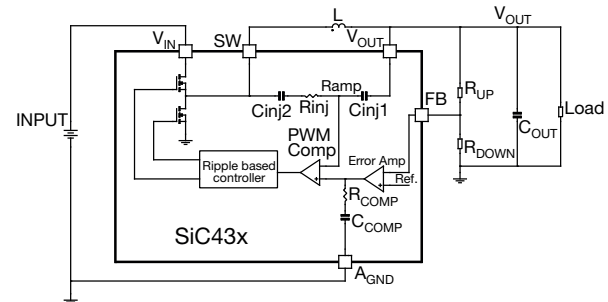 L
VIN
SW
VOUT
VOUT
Ramp
Cinj2
Rinj
Cinj1
FB
RUP
INPUT
COUT
Load
PWM
Comp
Error Amp
RDOWN
Ripple based
controller
- 
+
Ref.
RCOMP
CCOMP
SiC43x
AGND